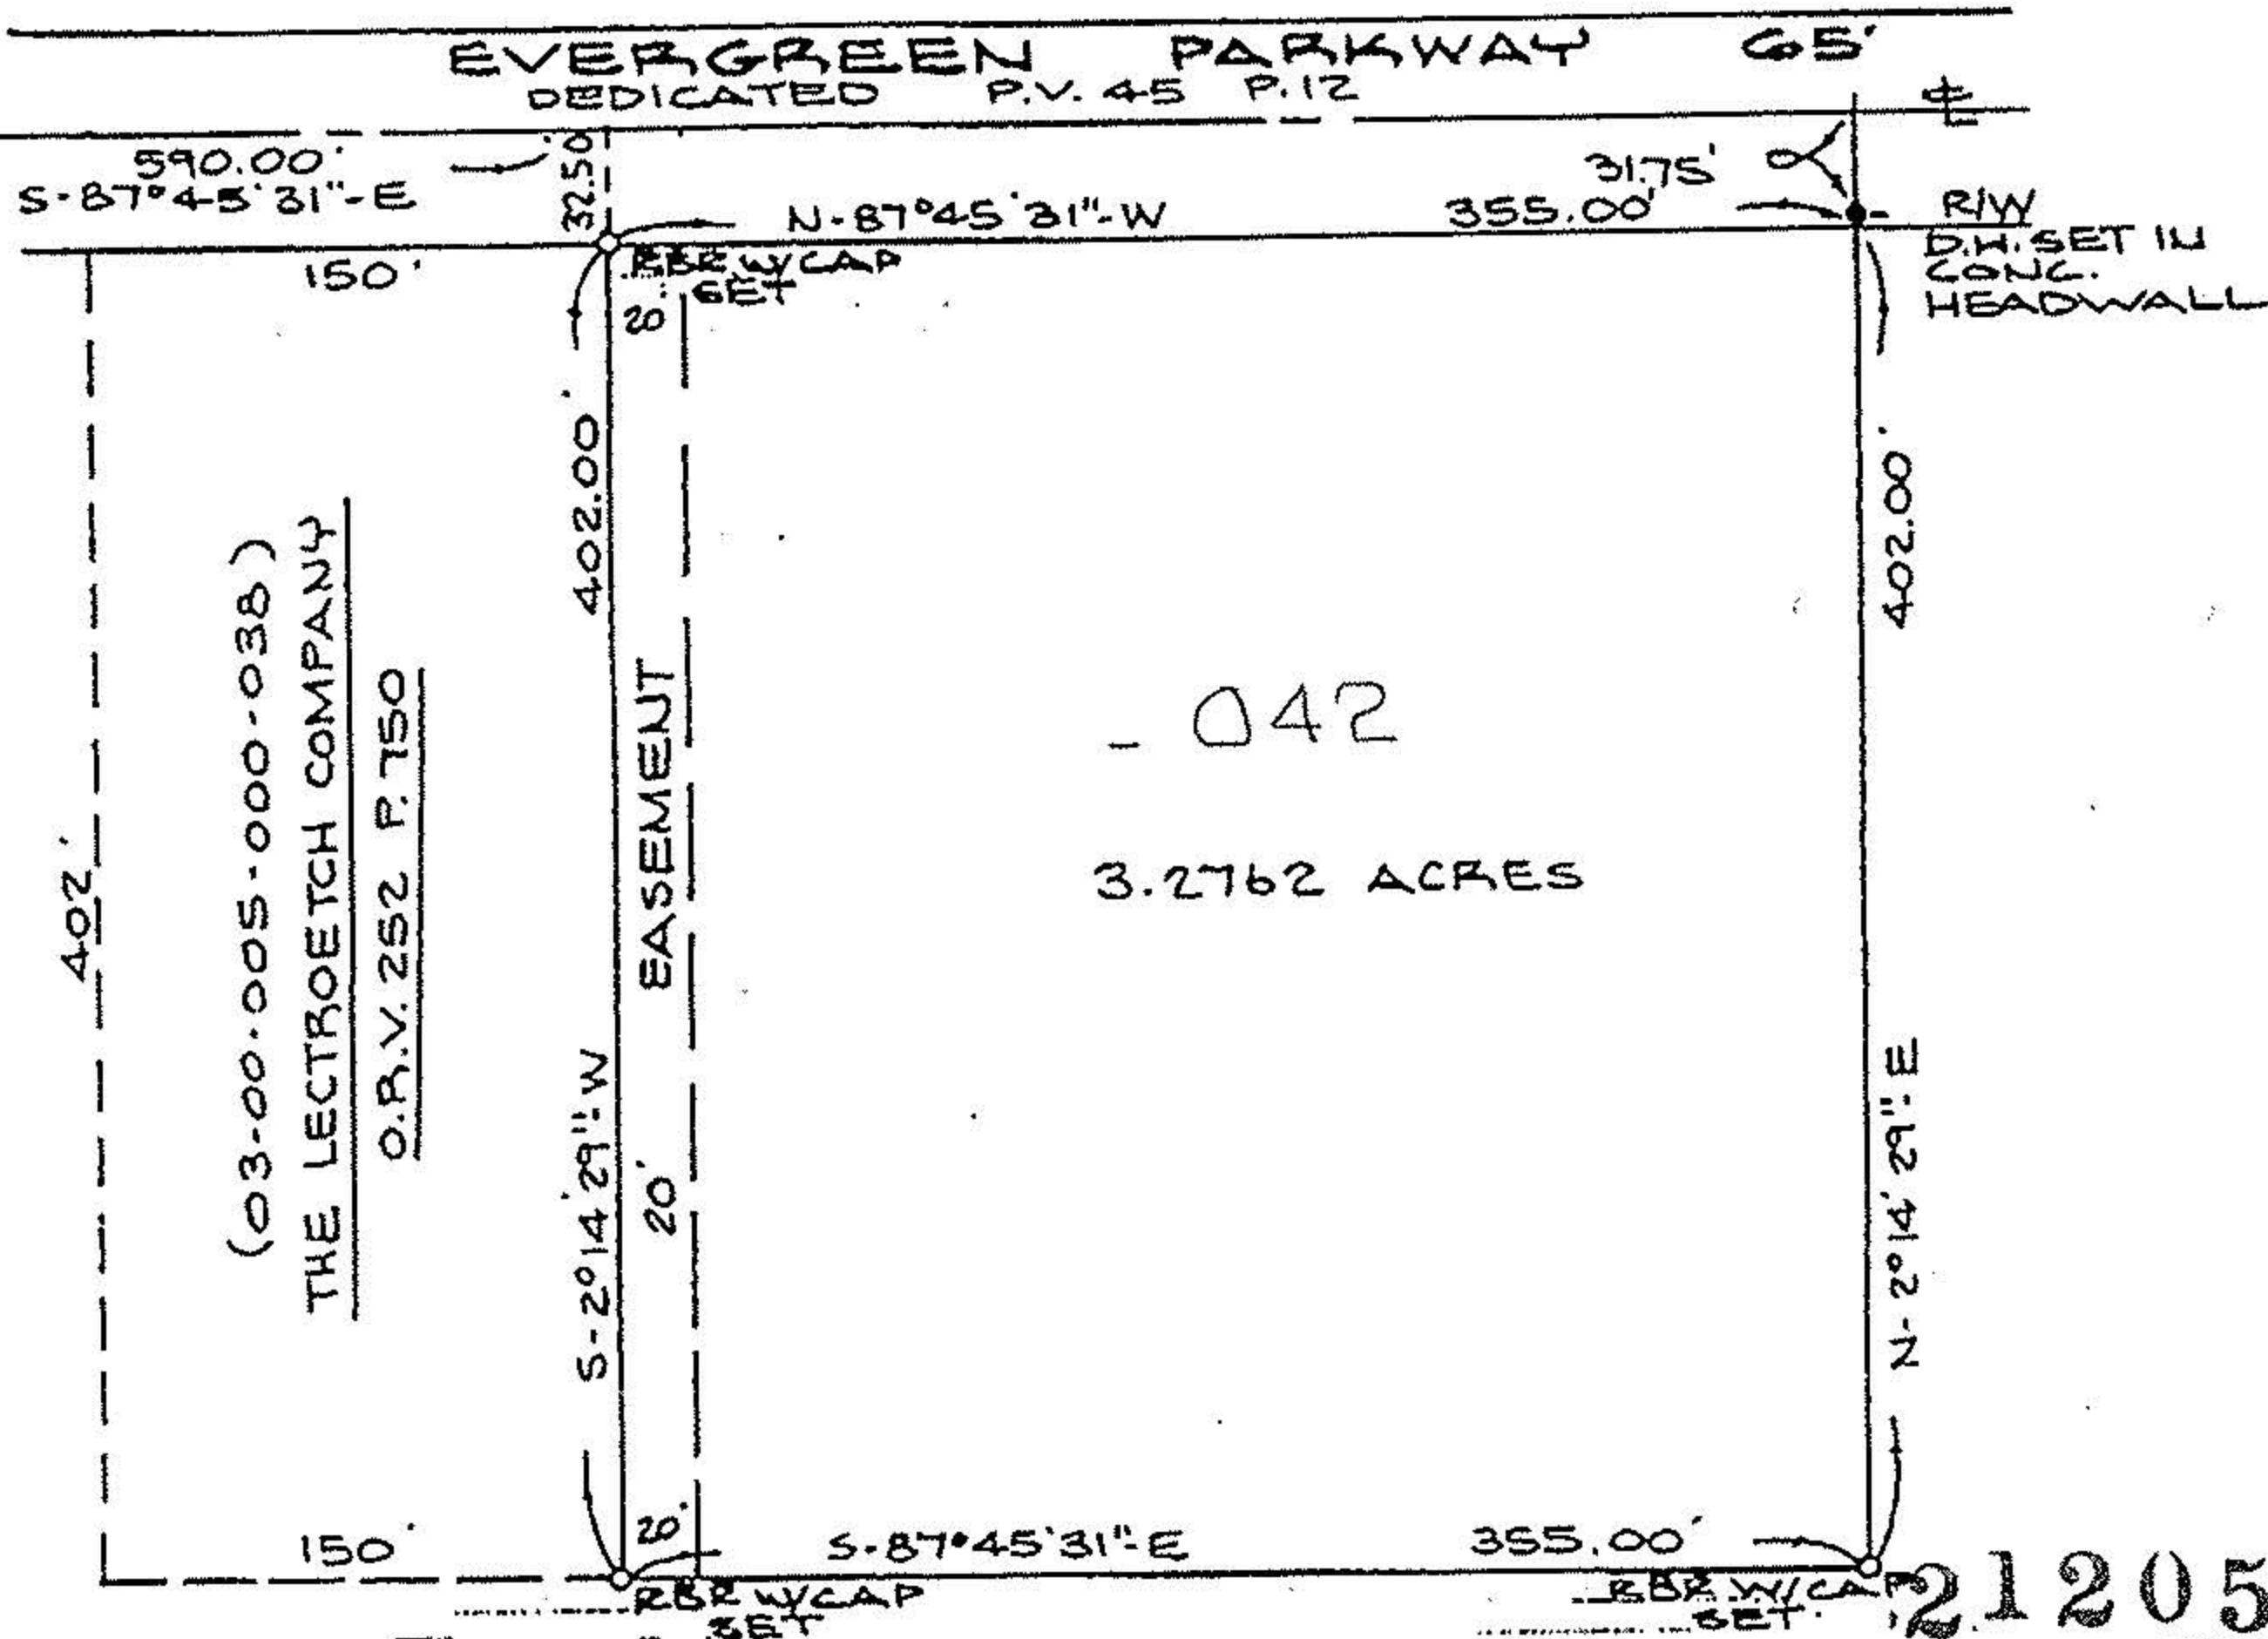 EVERGREEN PARKWAY 65'
DEDICATED P.V. 45 P.12
℄
590.00'
S-87°45'31"-E
32.50'
31.75'
N-87°45'31"-W 355.00'
R/W
D.H. SET IN
CONC.
HEADWALL
150'
RBR W/CAP
SET
20'
402.00'
402.00'
402'
(03-00-005-000-038)
THE LECTROETCH COMPANY
O.R.V. 252 P. 750
EASEMENT
20'
- 042
3.2762 ACRES
S-2°14'29"-W
N-2°14'29"-E
150'
20'
S-87°45'31"-E 355.00'
RBR W/CAP
SET
RBR W/CAP
SET
21205